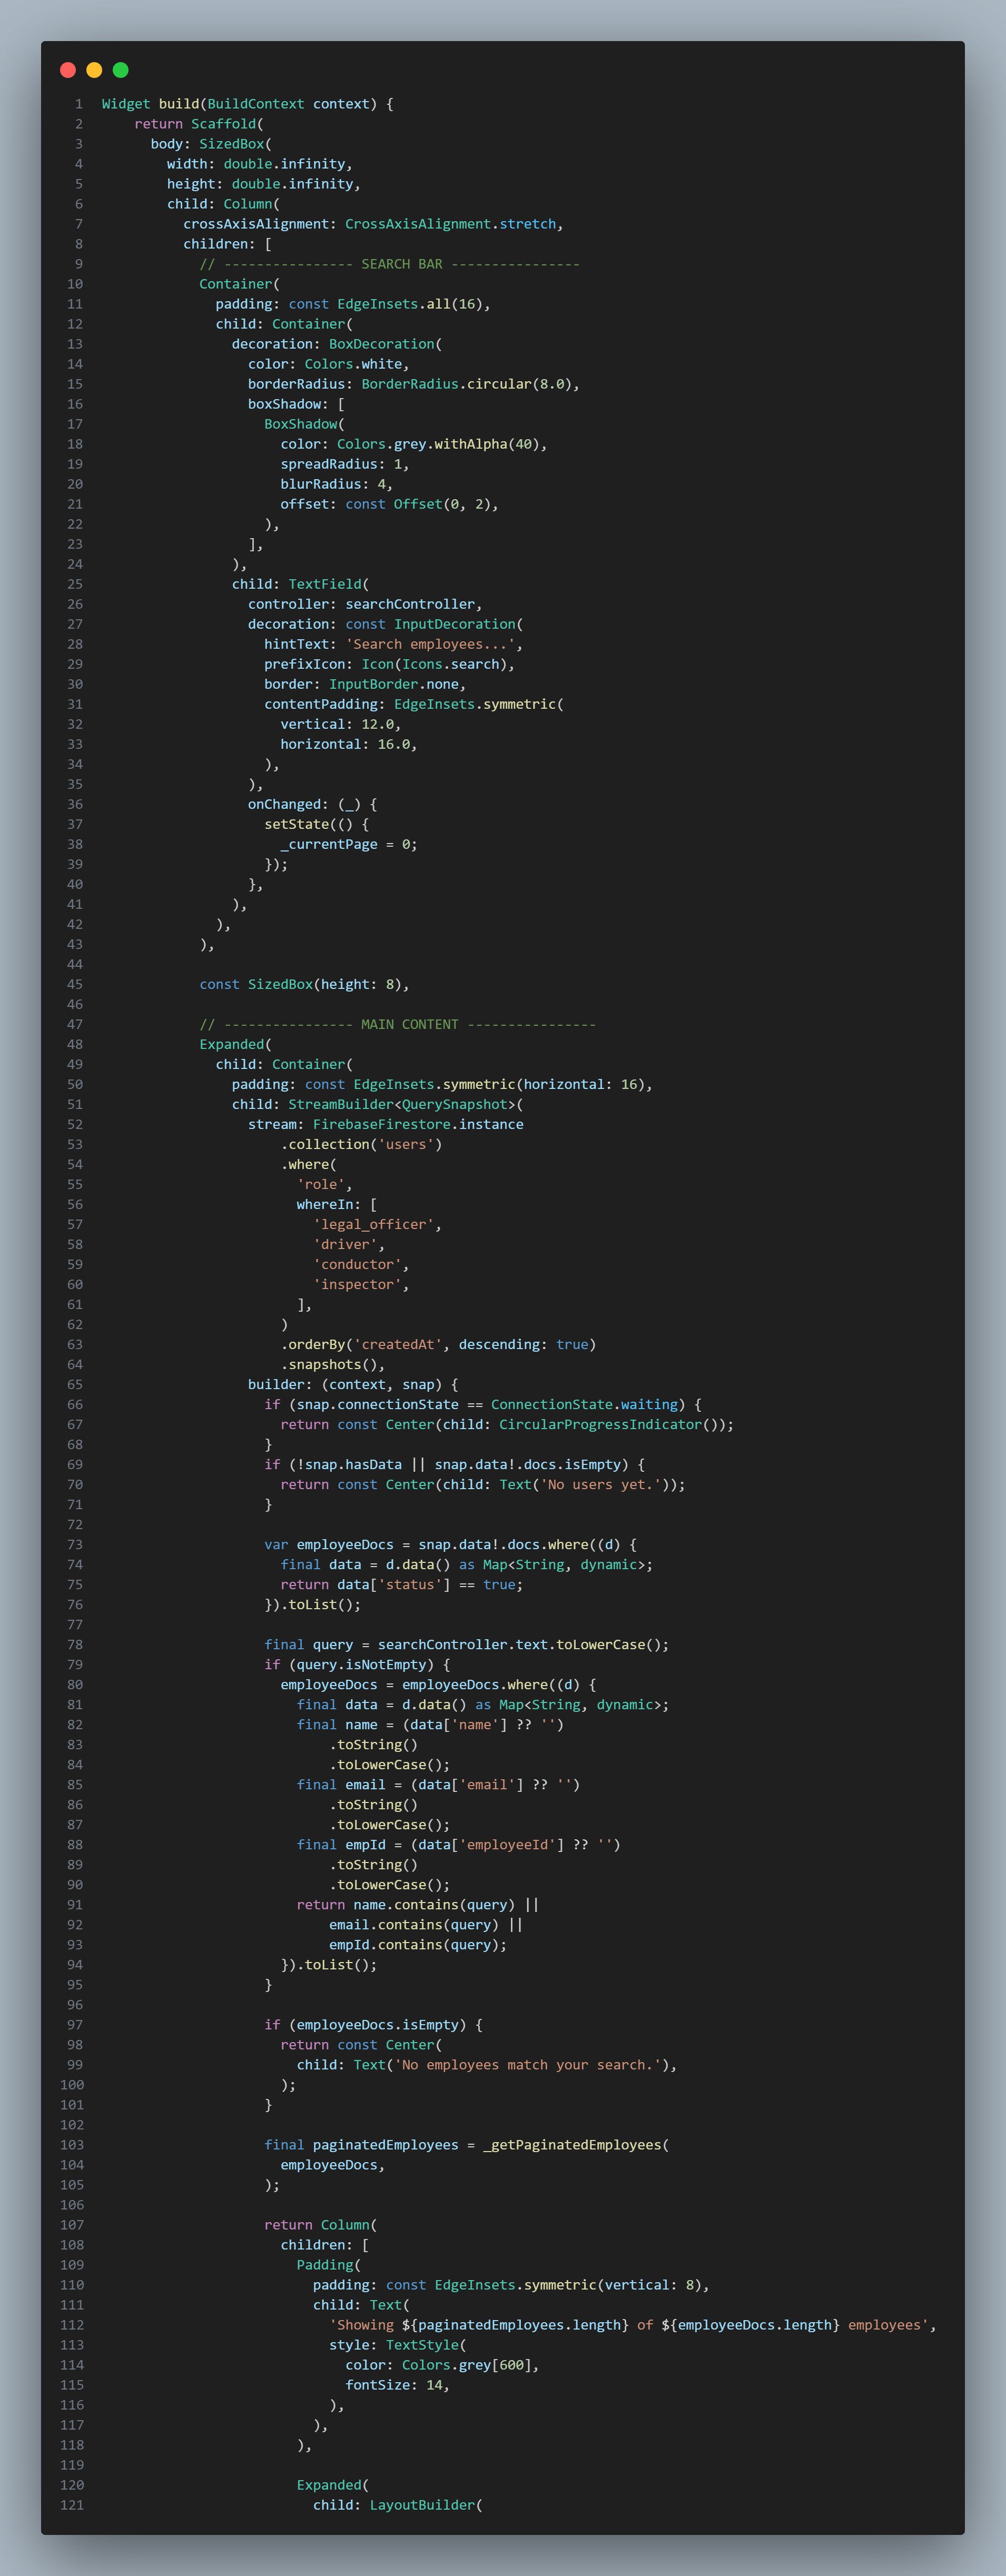 1 Widget build(BuildContext context) {
2     return Scaffold(
3       body: SizedBox(
4         width: double.infinity,
5         height: double.infinity,
6         child: Column(
7           crossAxisAlignment: CrossAxisAlignment.stretch,
8           children: [
9             // ---------------- SEARCH BAR ----------------
10             Container(
11               padding: const EdgeInsets.all(16),
12               child: Container(
13                 decoration: BoxDecoration(
14                   color: Colors.white,
15                   borderRadius: BorderRadius.circular(8.0),
16                   boxShadow: [
17                     BoxShadow(
18                       color: Colors.grey.withAlpha(40),
19                       spreadRadius: 1,
20                       blurRadius: 4,
21                       offset: const Offset(0, 2),
22                     ),
23                   ],
24                 ),
25                 child: TextField(
26                   controller: searchController,
27                   decoration: const InputDecoration(
28                     hintText: 'Search employees...',
29                     prefixIcon: Icon(Icons.search),
30                     border: InputBorder.none,
31                     contentPadding: EdgeInsets.symmetric(
32                       vertical: 12.0,
33                       horizontal: 16.0,
34                     ),
35                   ),
36                   onChanged: (_) {
37                     setState(() {
38                       _currentPage = 0;
39                     });
40                   },
41                 ),
42               ),
43             ),
44
45             const SizedBox(height: 8),
46
47             // ---------------- MAIN CONTENT ----------------
48             Expanded(
49               child: Container(
50                 padding: const EdgeInsets.symmetric(horizontal: 16),
51                 child: StreamBuilder<QuerySnapshot>(
52                   stream: FirebaseFirestore.instance
53                       .collection('users')
54                       .where(
55                         'role',
56                         whereIn: [
57                           'legal_officer',
58                           'driver',
59                           'conductor',
60                           'inspector',
61                         ],
62                       )
63                       .orderBy('createdAt', descending: true)
64                       .snapshots(),
65                   builder: (context, snap) {
66                     if (snap.connectionState == ConnectionState.waiting) {
67                       return const Center(child: CircularProgressIndicator());
68                     }
69                     if (!snap.hasData || snap.data!.docs.isEmpty) {
70                       return const Center(child: Text('No users yet.'));
71                     }
72
73                     var employeeDocs = snap.data!.docs.where((d) {
74                       final data = d.data() as Map<String, dynamic>;
75                       return data['status'] == true;
76                     }).toList();
77
78                     final query = searchController.text.toLowerCase();
79                     if (query.isNotEmpty) {
80                       employeeDocs = employeeDocs.where((d) {
81                         final data = d.data() as Map<String, dynamic>;
82                         final name = (data['name'] ?? '')
83                             .toString()
84                             .toLowerCase();
85                         final email = (data['email'] ?? '')
86                             .toString()
87                             .toLowerCase();
88                         final empId = (data['employeeId'] ?? '')
89                             .toString()
90                             .toLowerCase();
91                         return name.contains(query) ||
92                             email.contains(query) ||
93                             empId.contains(query);
94                       }).toList();
95                     }
96
97                     if (employeeDocs.isEmpty) {
98                       return const Center(
99                         child: Text('No employees match your search.'),
100                       );
101                     }
102
103                     final paginatedEmployees = _getPaginatedEmployees(
104                       employeeDocs,
105                     );
106
107                     return Column(
108                       children: [
109                         Padding(
110                           padding: const EdgeInsets.symmetric(vertical: 8),
111                           child: Text(
112                             'Showing ${paginatedEmployees.length} of ${employeeDocs.length} employees',
113                             style: TextStyle(
114                               color: Colors.grey[600],
115                               fontSize: 14,
116                             ),
117                           ),
118                         ),
119
120                         Expanded(
121                           child: LayoutBuilder(